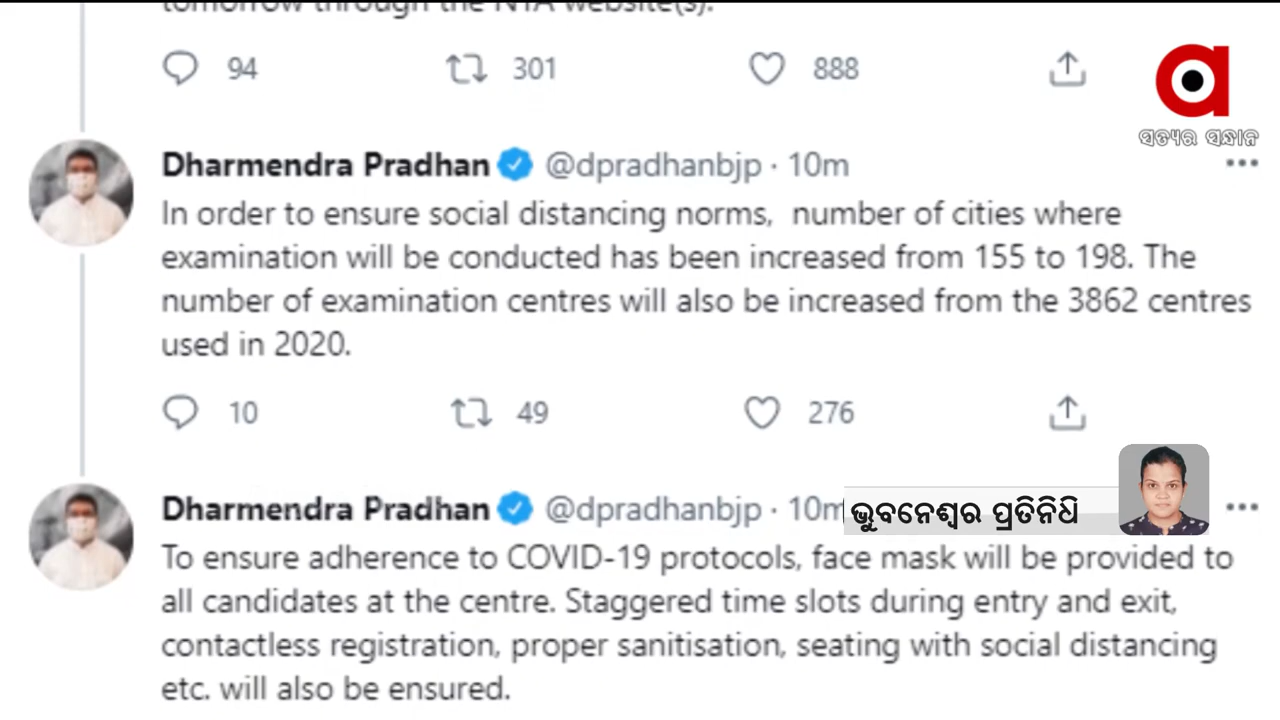 tomorrow through the NTA website(s).
94 301 888
ସତ୍ୟର ସନ୍ଧାନ
Dharmendra Pradhan @dpradhanbjp · 10m
In order to ensure social distancing norms, number of cities where
examination will be conducted has been increased from 155 to 198. The
number of examination centres will also be increased from the 3862 centres
used in 2020.
10 49 276
Dharmendra Pradhan @dpradhanbjp · 10m
ଭୁବନେଶ୍ୱର ପ୍ରତିନିଧି
To ensure adherence to COVID-19 protocols, face mask will be provided to
all candidates at the centre. Staggered time slots during entry and exit,
contactless registration, proper sanitisation, seating with social distancing
etc. will also be ensured.